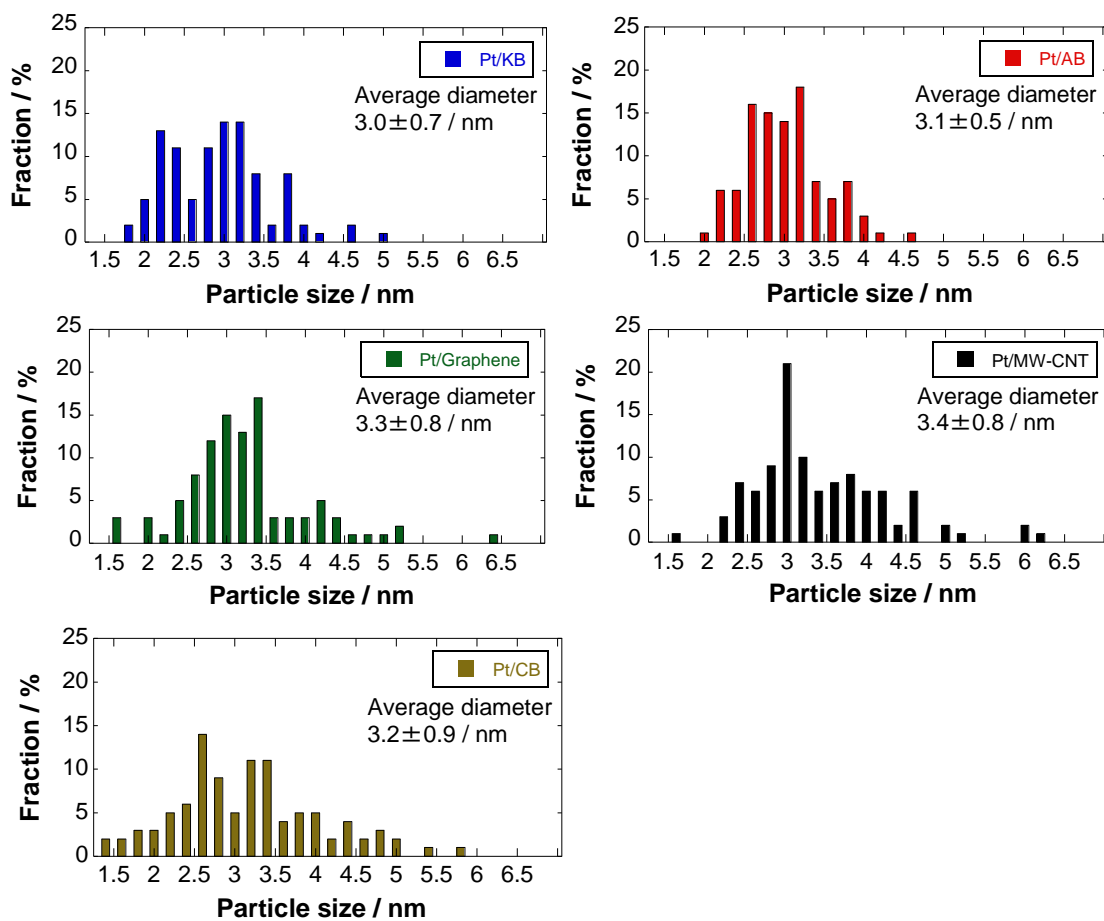 25
20
15
10
5
0
Fraction / %
Pt/KB
Average diameter
3.0±0.7 / nm
1.5 2 2.5 3 3.5 4 4.5 5 5.5 6 6.5
Particle size / nm
25
20
15
10
5
0
Fraction / %
Pt/AB
Average diameter
3.1±0.5 / nm
1.5 2 2.5 3 3.5 4 4.5 5 5.5 6 6.5
Particle size / nm
25
20
15
10
5
0
Fraction / %
Pt/Graphene
Average diameter
3.3±0.8 / nm
1.5 2 2.5 3 3.5 4 4.5 5 5.5 6 6.5
Particle size / nm
25
20
15
10
5
0
Fraction / %
Pt/MW-CNT
Average diameter
3.4±0.8 / nm
1.5 2 2.5 3 3.5 4 4.5 5 5.5 6 6.5
Particle size / nm
25
20
15
10
5
0
Fraction / %
Pt/CB
Average diameter
3.2±0.9 / nm
1.5 2 2.5 3 3.5 4 4.5 5 5.5 6 6.5
Particle size / nm